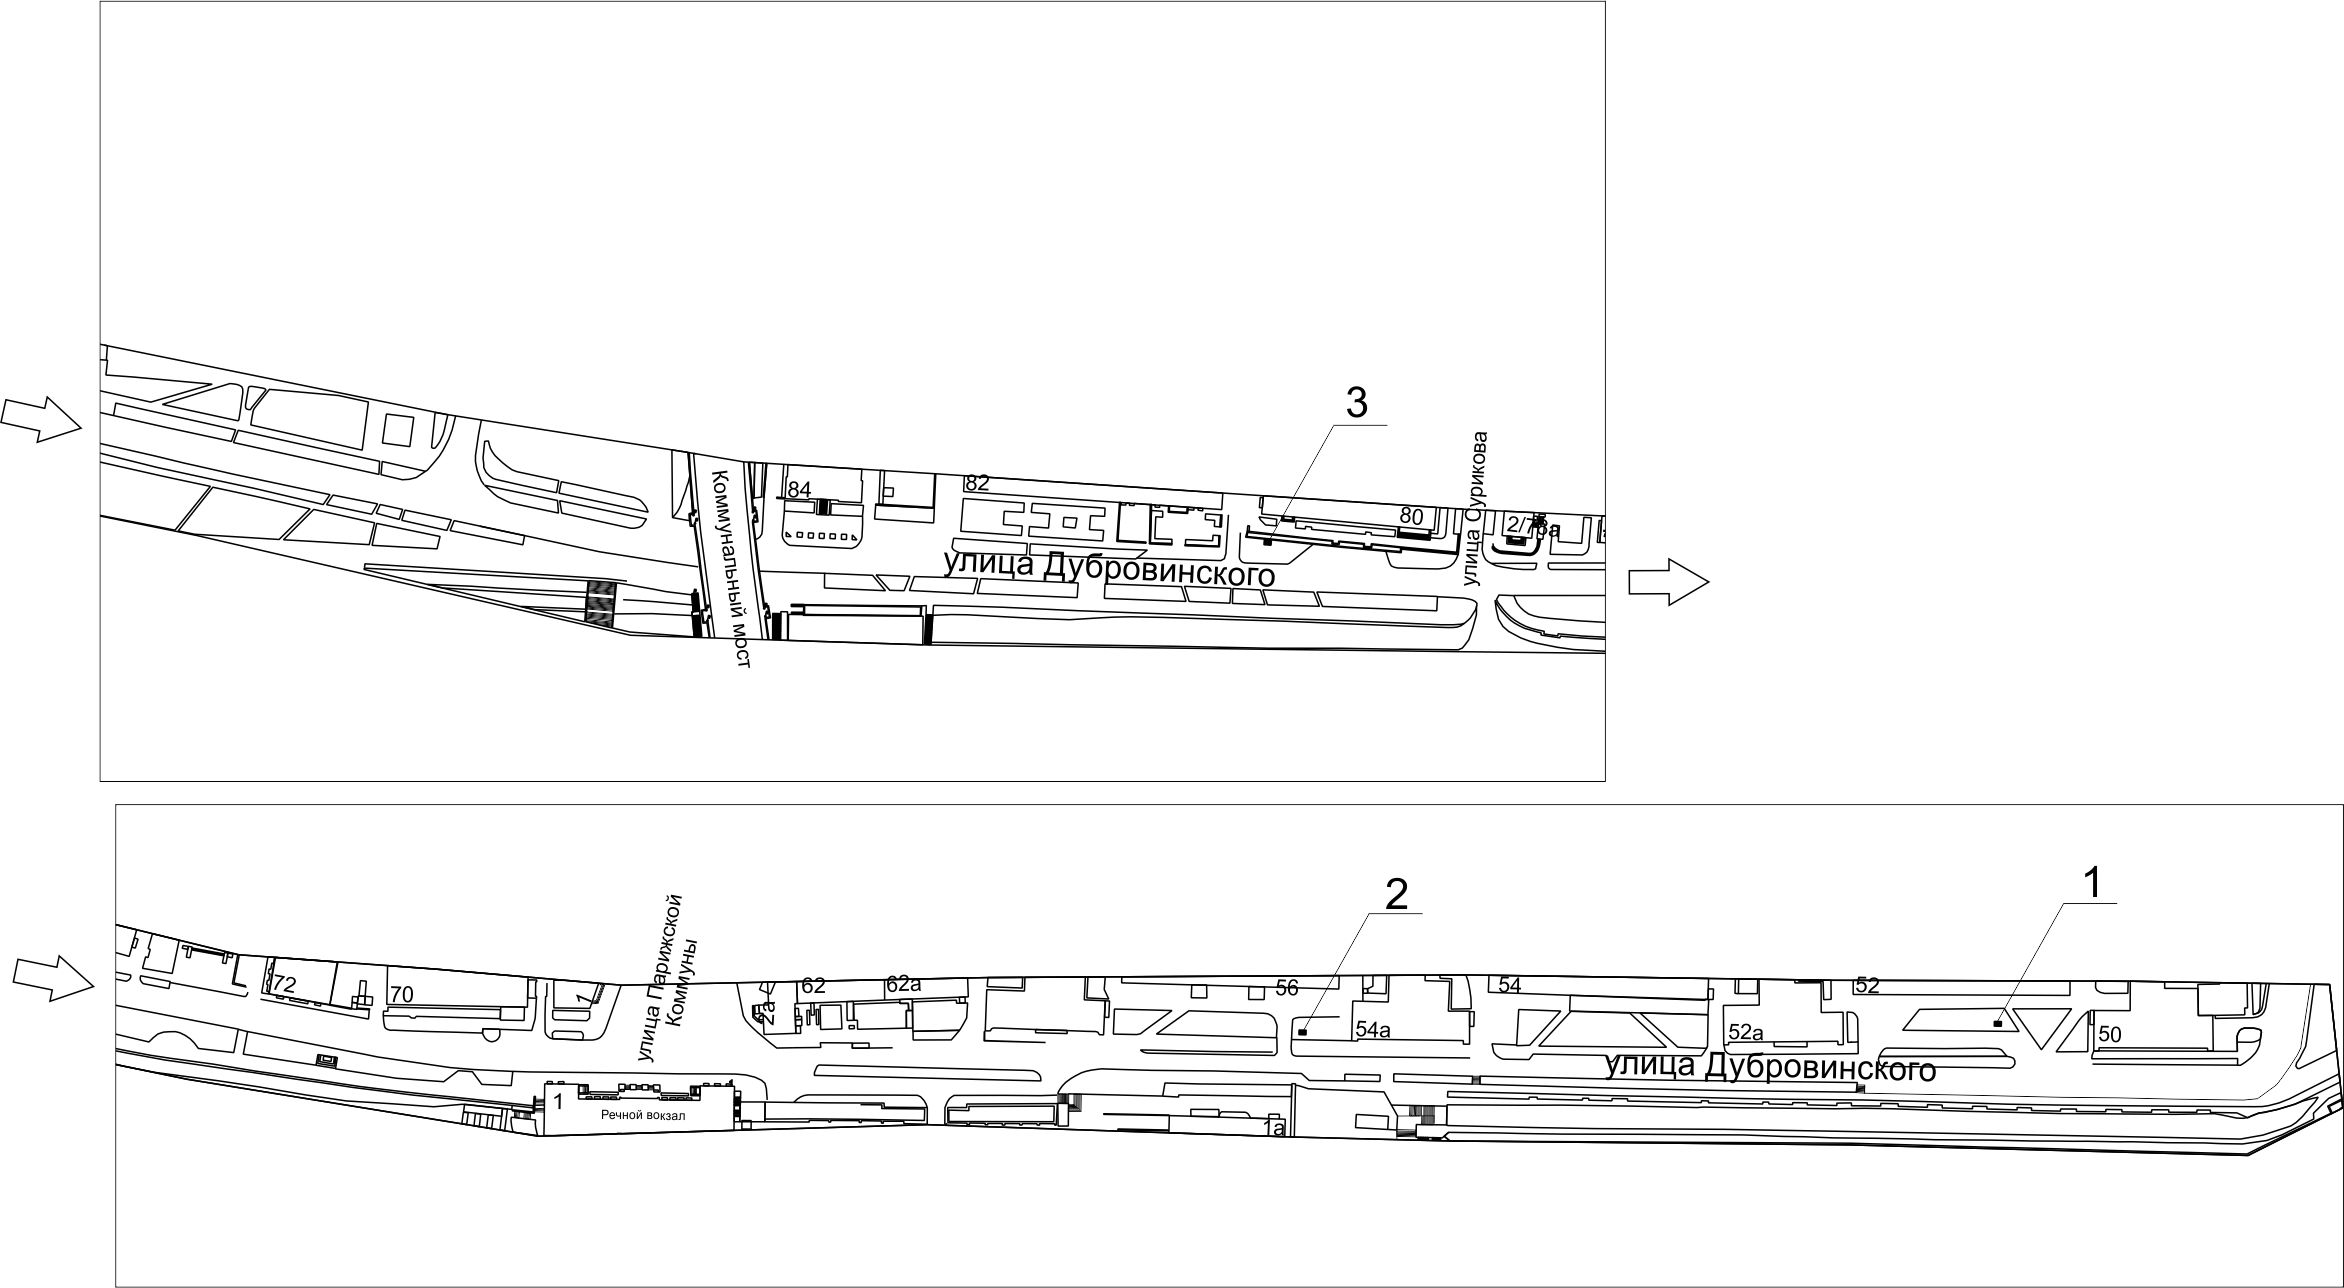 3
улица Сурикова
Коммунальный мост
84
82
80
2/78а
улица Дубровинского
2
1
улица Парижской
Коммуны
72
70
1
2а
62
62а
56
54а
54
52а
52
50
улица Дубровинского
1
Речной вокзал
1а